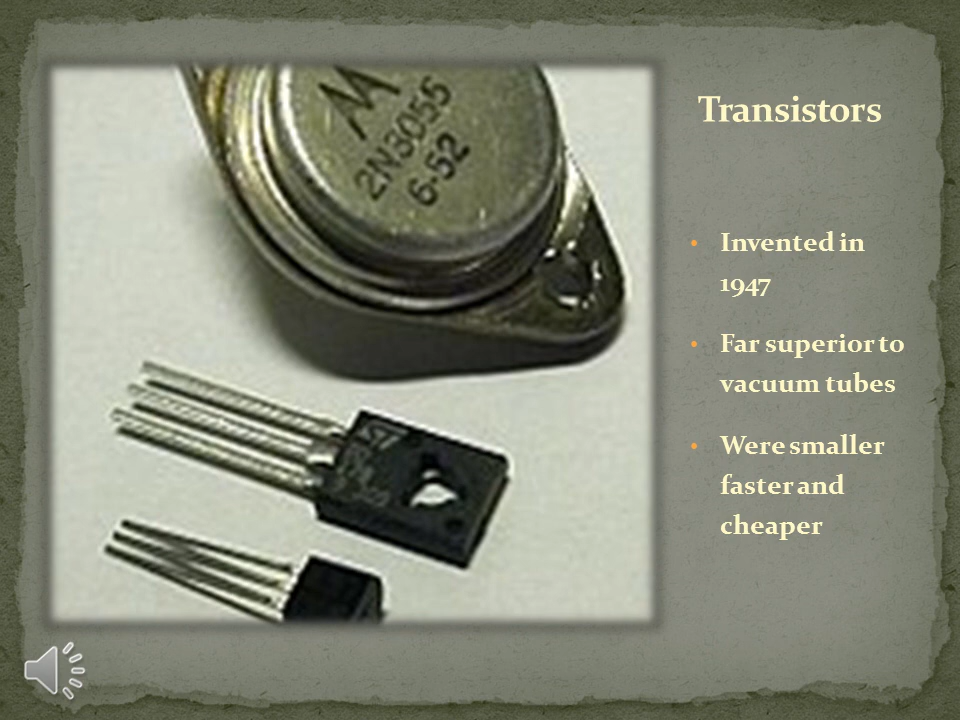 Transistors
• Invented in
1947
• Far superior to
vacuum tubes
• Were smaller
faster and
cheaper
2N3055
6-52